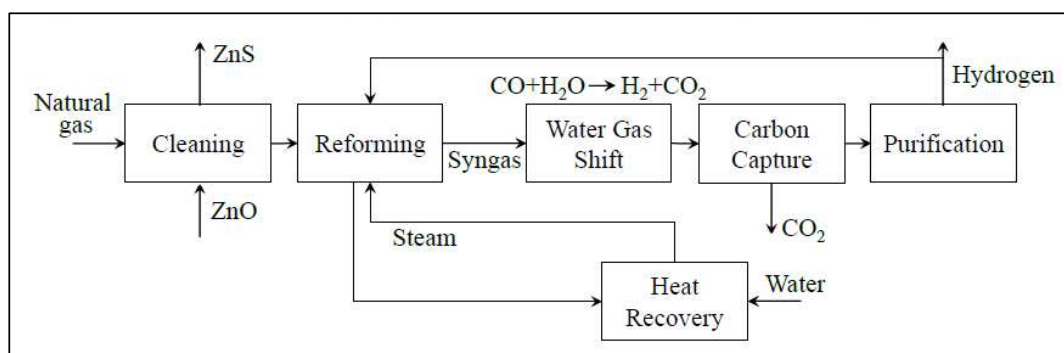 ZnS
Hydrogen
Natural
gas
CO+H₂O→H₂+CO₂
Cleaning
Reforming
Syngas
Water Gas
Shift
Carbon
Capture
Purification
ZnO
Steam
CO₂
Heat
Recovery
Water